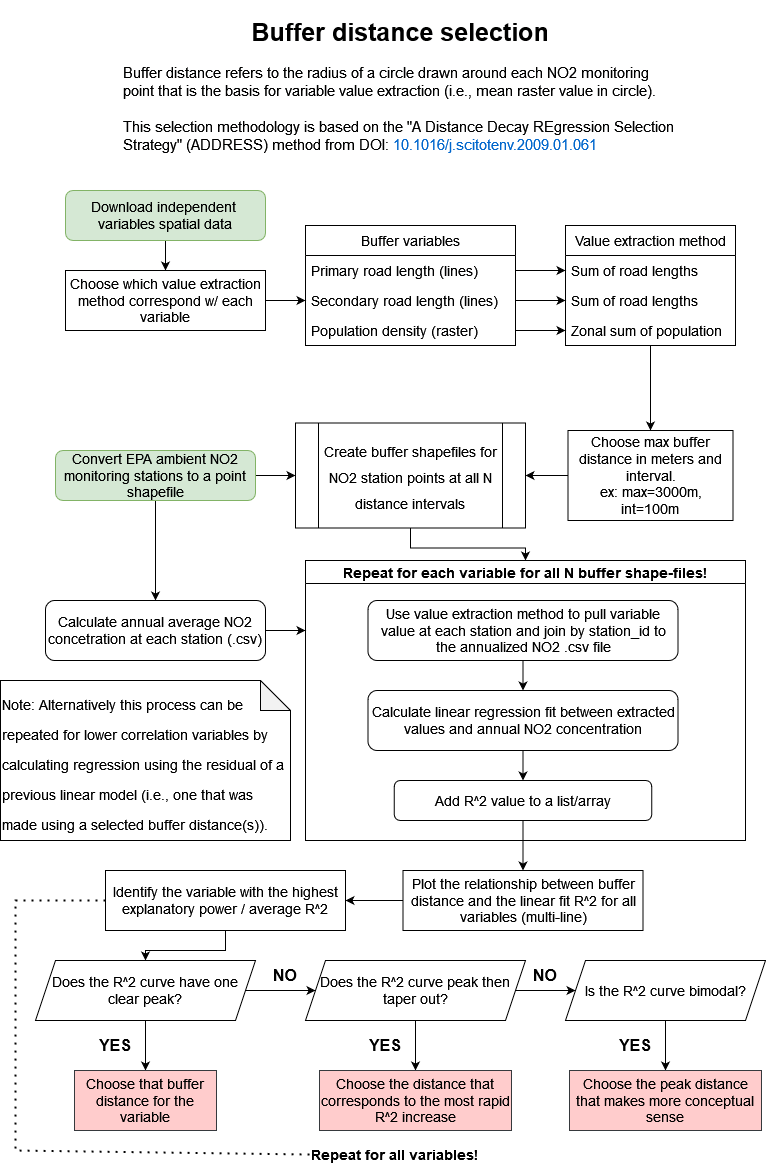 Buffer distance selection
Buffer distance refers to the radius of a circle drawn around each NO2 monitoring
point that is the basis for variable value extraction (i.e., mean raster value in circle).
This selection methodology is based on the "A Distance Decay REgression Selection
Strategy" (ADDRESS) method from DOI: 10.1016/j.scitotenv.2009.01.061
Download independent
variables spatial data
Choose which value extraction
method correspond w/ each
variable
Buffer variables
Primary road length (lines)
Secondary road length (lines)
Population density (raster)
Value extraction method
Sum of road lengths
Sum of road lengths
Zonal sum of population
Choose max buffer
distance in meters and
interval.
ex: max=3000m,
int=100m
Create buffer shapefiles for
NO2 station points at all N
distance intervals
Convert EPA ambient NO2
monitoring stations to a point
shapefile
Calculate annual average NO2
concetration at each station (.csv)
Repeat for each variable for all N buffer shape-files!
Use value extraction method to pull variable
value at each station and join by station_id to
the annualized NO2 .csv file
Calculate linear regression fit between extracted
values and annual NO2 concentration
Add R^2 value to a list/array
Note: Alternatively this process can be
repeated for lower correlation variables by
calculating regression using the residual of a
previous linear model (i.e., one that was
made using a selected buffer distance(s)).
Plot the relationship between buffer
distance and the linear fit R^2 for all
variables (multi-line)
Identify the variable with the highest
explanatory power / average R^2
Does the R^2 curve have one
clear peak?
NO
Does the R^2 curve peak then
taper out?
NO
Is the R^2 curve bimodal?
YES
YES
YES
Choose that buffer
distance for the
variable
Choose the distance that
corresponds to the most rapid
R^2 increase
Choose the peak distance
that makes more conceptual
sense
Repeat for all variables!